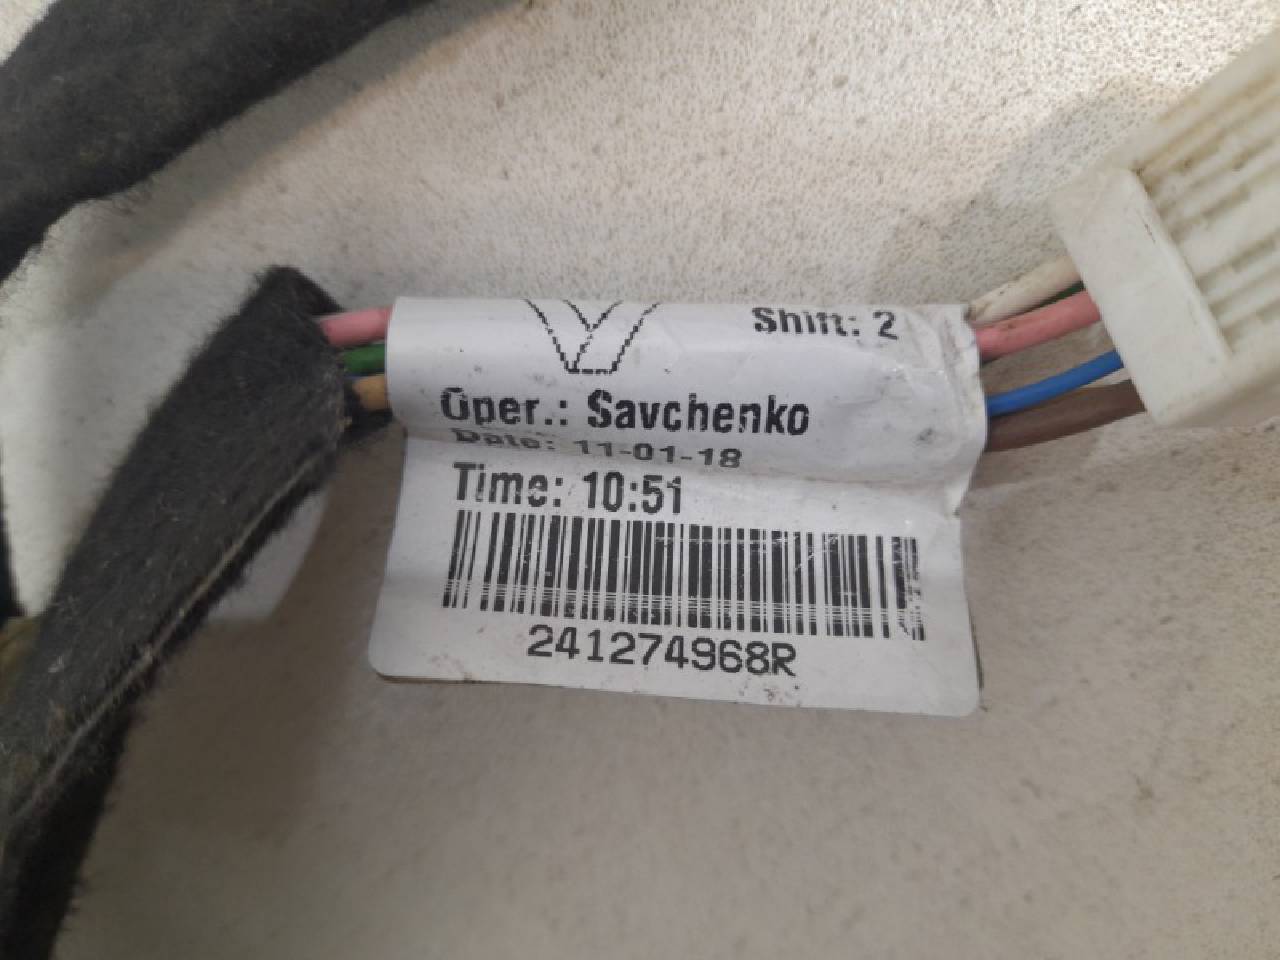 Shift: 2
Oper.: Savchenko
Date: 11-01-18
Time: 10:51
241274968R